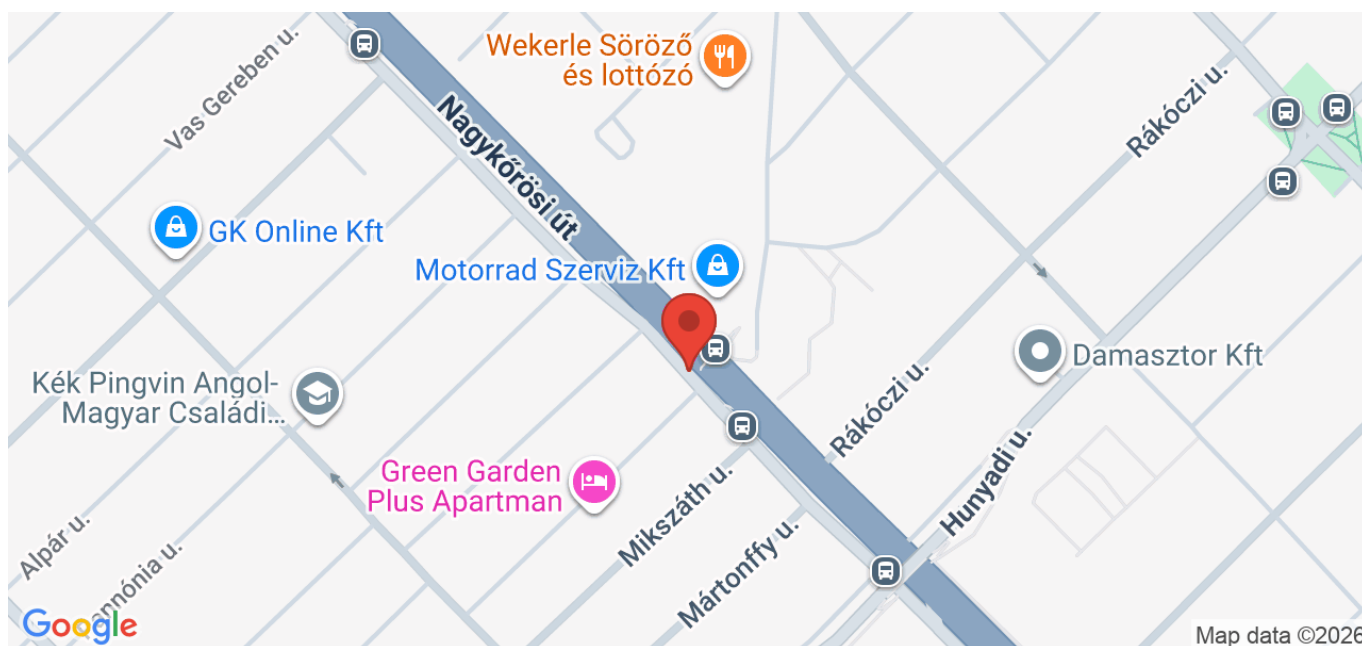 Wekerle Söröző
és lottózó
Vas Gereben u.
Nagykőrösi út
Rákóczi u.
GK Online Kft
Motorrad Szerviz Kft
Damasztor Kft
Kék Pingvin Angol-
Magyar Családi...
Rákóczi u.
Green Garden
Plus Apartman
Hunyadi u.
Mikszáth u.
Alpár u.
Mártonffy u.
Google
Map data ©2026